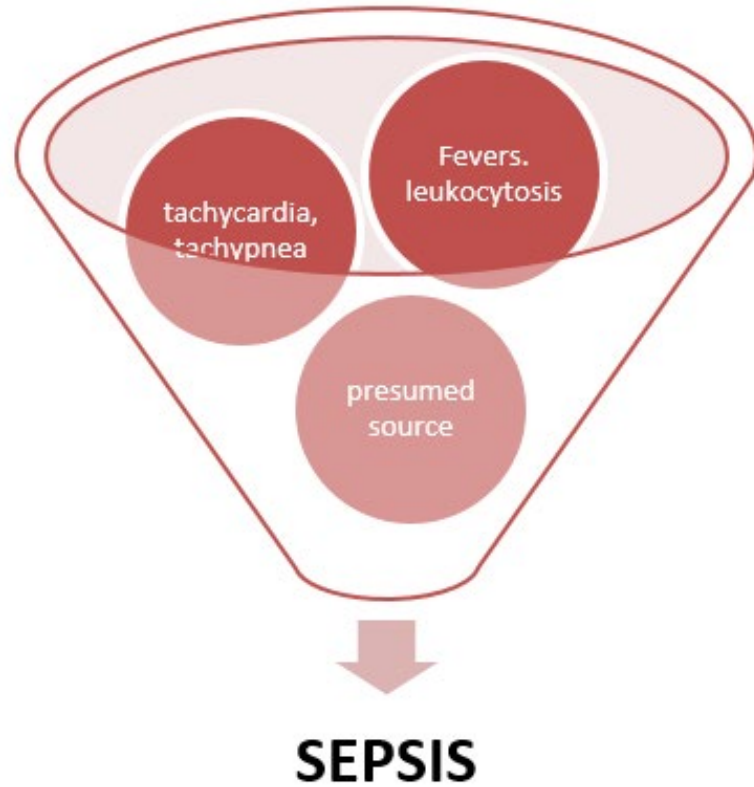 Fevers.
leukocytosis
tachycardia,
tachypnea
presumed
source
SEPSIS